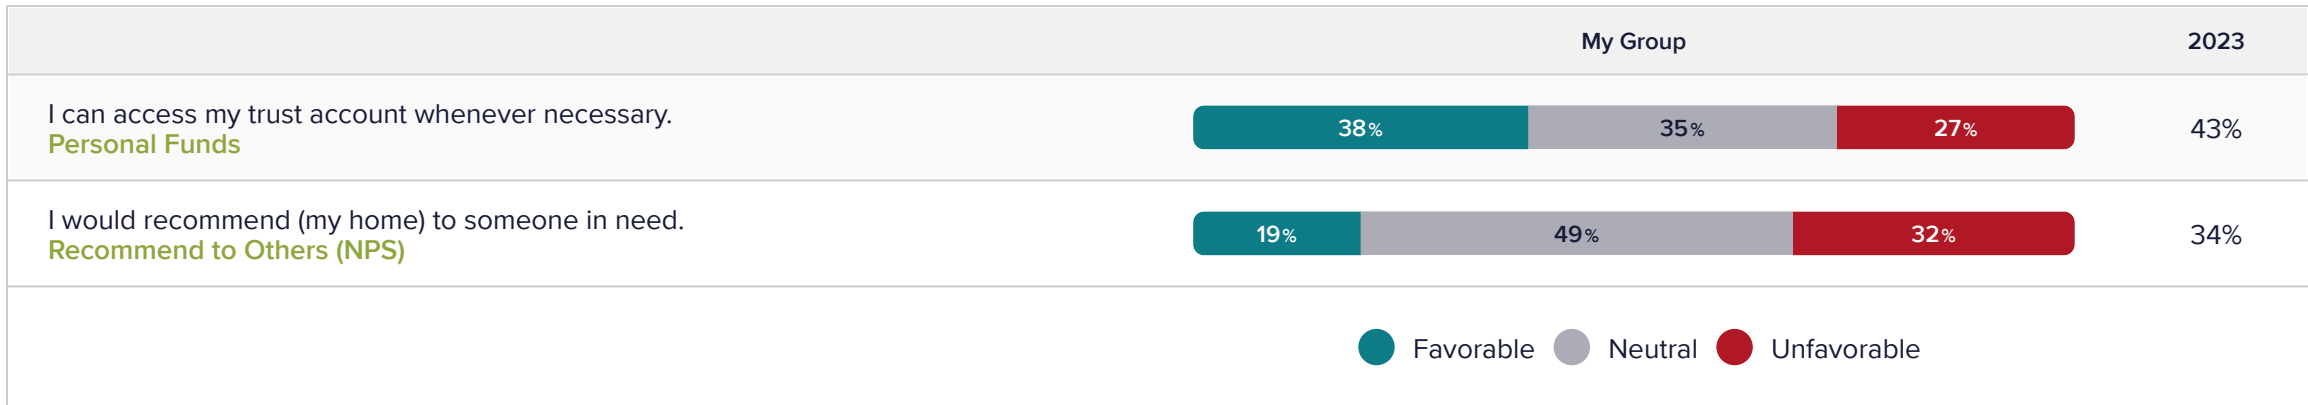 My Group 2023
I can access my trust account whenever necessary.
Personal Funds
38% 35% 27% 43%
I would recommend (my home) to someone in need.
Recommend to Others (NPS)
19% 49% 32% 34%
Favorable Neutral Unfavorable